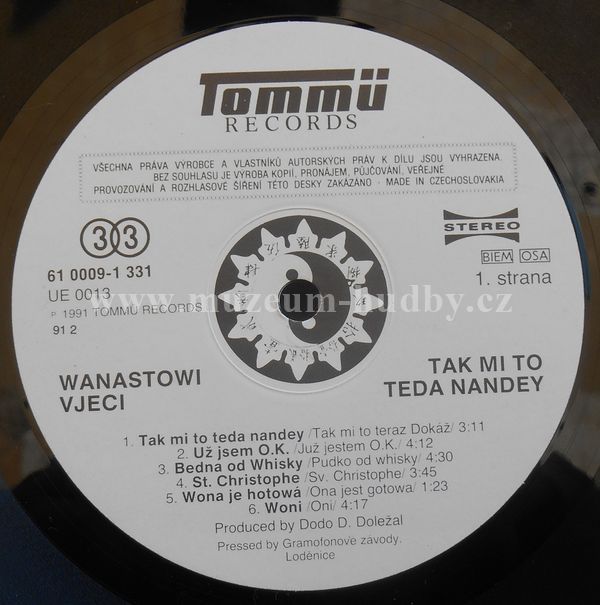 Tommü
RECORDS
VŠECHNA PRÁVA VÝROBCE A VLASTNÍKŮ AUTORSKÝCH PRÁV K DÍLU JSOU VYHRAZENA.
BEZ SOUHLASU JE VÝROBA KOPIÍ, PRONÁJEM, PŮJČOVÁNÍ, VEŘEJNÉ
PROVOZOVÁNÍ A ROZHLASOVÉ ŠÍŘENÍ TÉTO DESKY ZAKÁZÁNO · MADE IN CZECHOSLOVAKIA
33
STEREO
BIEM OSA
61 0009-1 331
1. strana
UE 0013
www.muzeum-hudby.cz
℗ 1991 TOMMÜ RECORDS
91 2
WANASTOWI
VJECI
TAK MI TO
TEDA NANDEY
1. Tak mi to teda nandey /Tak mi to teraz Dokáž/ 3:11
2. Už jsem O.K. /Juž jestem O.K./ 4:12
3. Bedna od Whisky /Pudko od whisky/ 4:30
4. St. Christophe /Sv. Christophe/ 3:45
5. Wona je hotowá /Ona jest gotowa/ 1:23
6. Woni /Oni/ 4:17
Produced by Dodo D. Doležal
Pressed by Gramofonové závody.
Loděnice